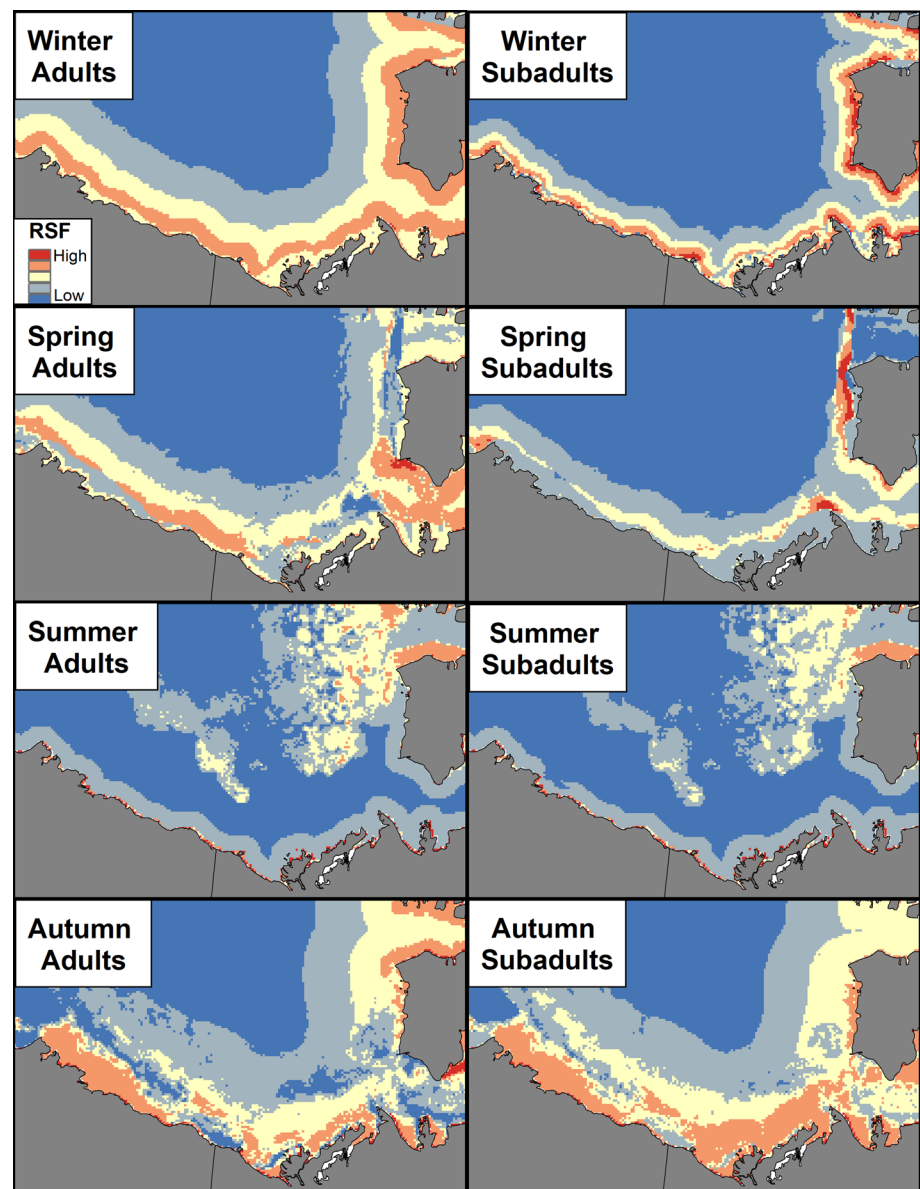 Winter
Adults
Winter
Subadults
RSF
High
Low
Spring
Adults
Spring
Subadults
Summer
Adults
Summer
Subadults
Autumn
Adults
Autumn
Subadults